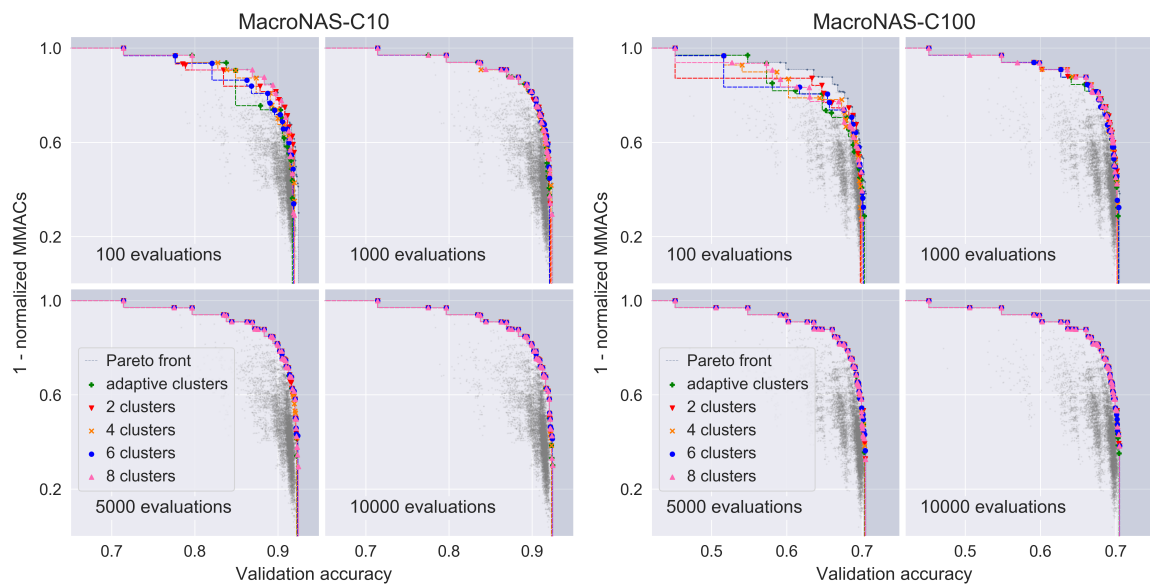 MacroNAS-C10
MacroNAS-C100
1 - normalized MMACs
1.0
0.6
0.2
100 evaluations
1000 evaluations
1.0
0.6
0.2
Pareto front
adaptive clusters
2 clusters
4 clusters
6 clusters
8 clusters
5000 evaluations
10000 evaluations
0.7
0.8
0.9
0.7
0.8
0.9
Validation accuracy
1 - normalized MMACs
1.0
0.6
0.2
100 evaluations
1000 evaluations
1.0
0.6
0.2
Pareto front
adaptive clusters
2 clusters
4 clusters
6 clusters
8 clusters
5000 evaluations
10000 evaluations
0.5
0.6
0.7
0.5
0.6
0.7
Validation accuracy